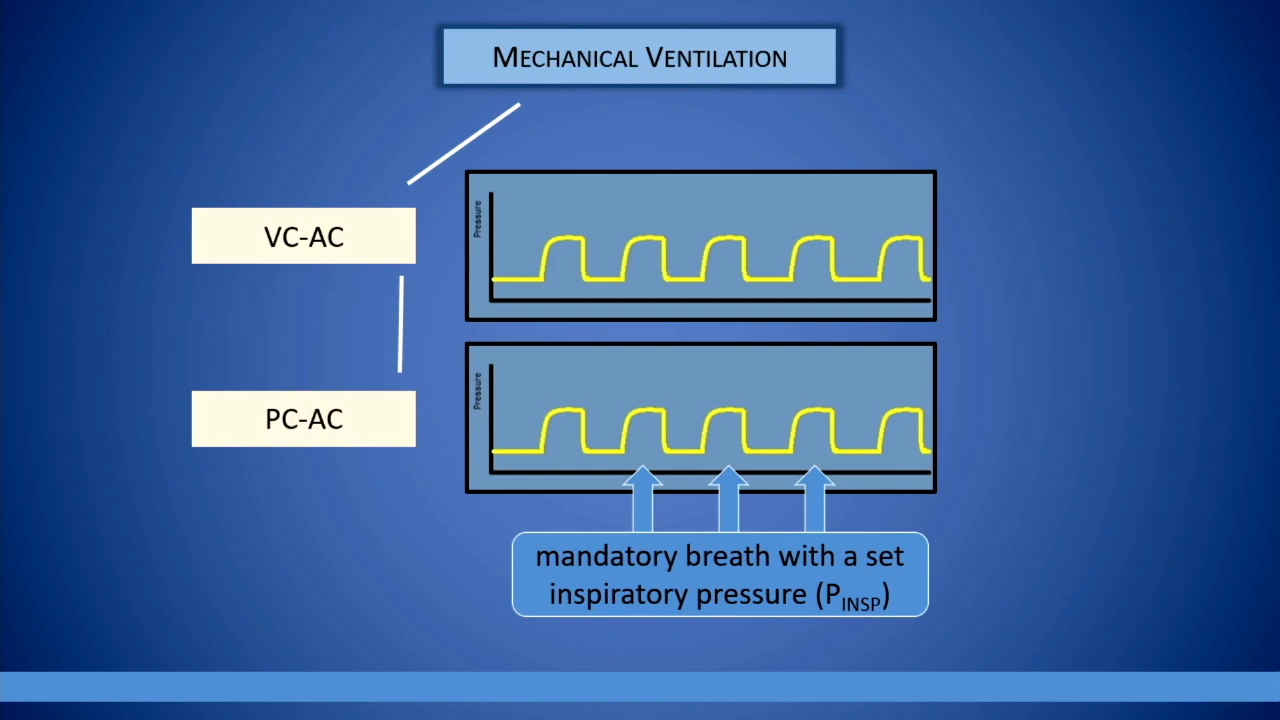 MECHANICAL VENTILATION
Pressure
VC-AC
Pressure
PC-AC
mandatory breath with a set
inspiratory pressure (PINSP)